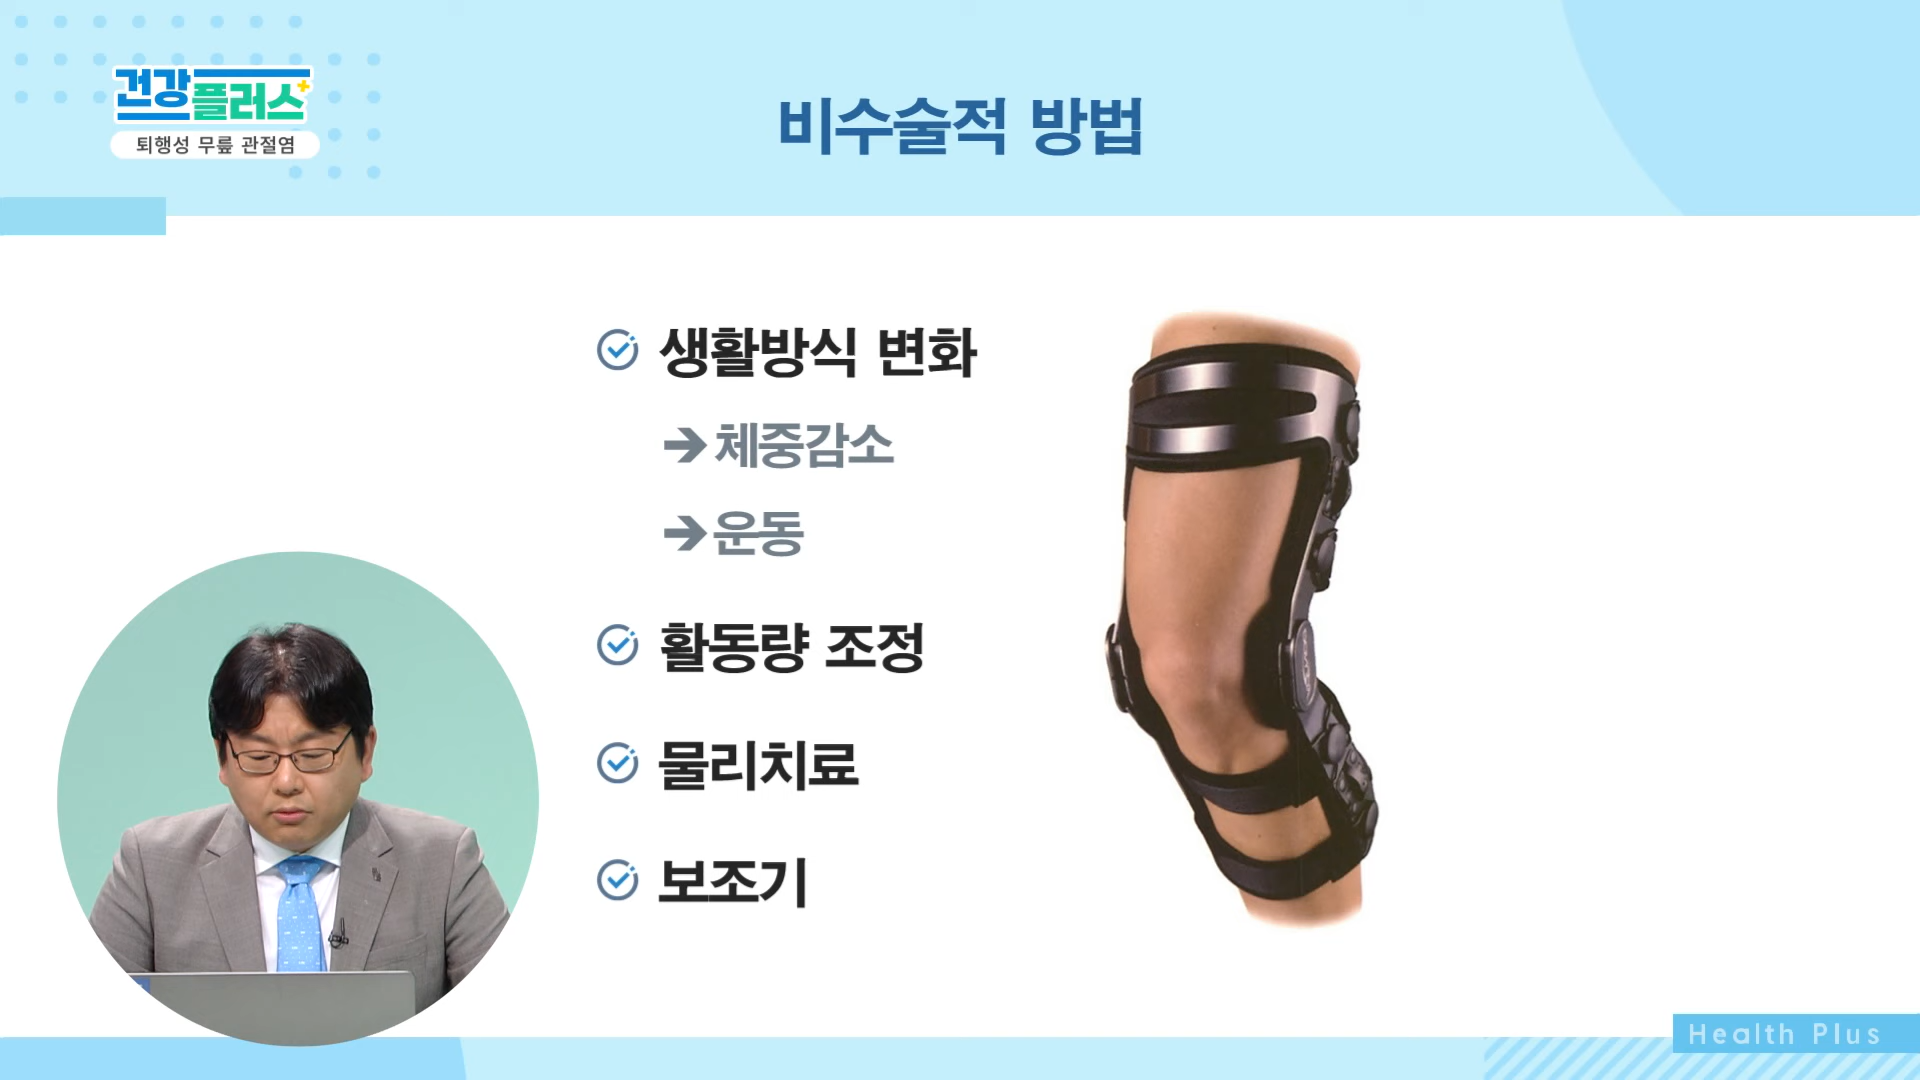 건강플러스
퇴행성 무릎 관절염
비수술적 방법
생활방식 변화
→ 체중감소
→ 운동
활동량 조정
물리치료
보조기
Health Plus